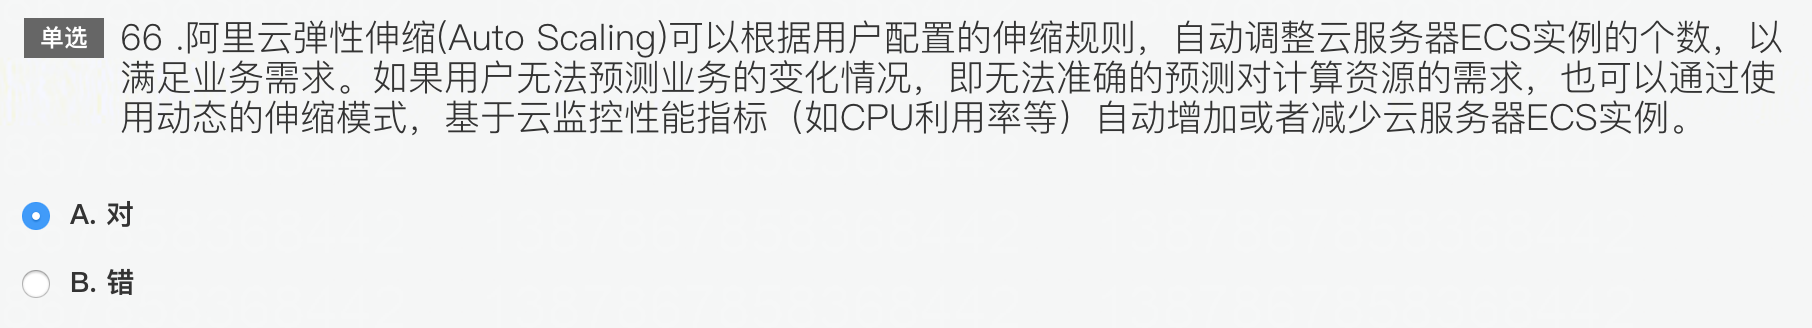 单选 66 .阿里云弹性伸缩(Auto Scaling)可以根据用户配置的伸缩规则，自动调整云服务器ECS实例的个数，以
满足业务需求。如果用户无法预测业务的变化情况，即无法准确的预测对计算资源的需求，也可以通过使
用动态的伸缩模式，基于云监控性能指标（如CPU利用率等）自动增加或者减少云服务器ECS实例。
A. 对
B. 错